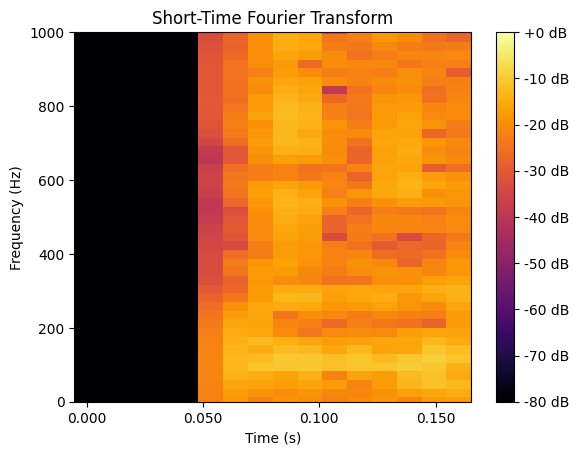 Short-Time Fourier Transform
1000
800
600
400
200
0
Frequency (Hz)
0.000
0.050
0.100
0.150
Time (s)
+0 dB
-10 dB
-20 dB
-30 dB
-40 dB
-50 dB
-60 dB
-70 dB
-80 dB